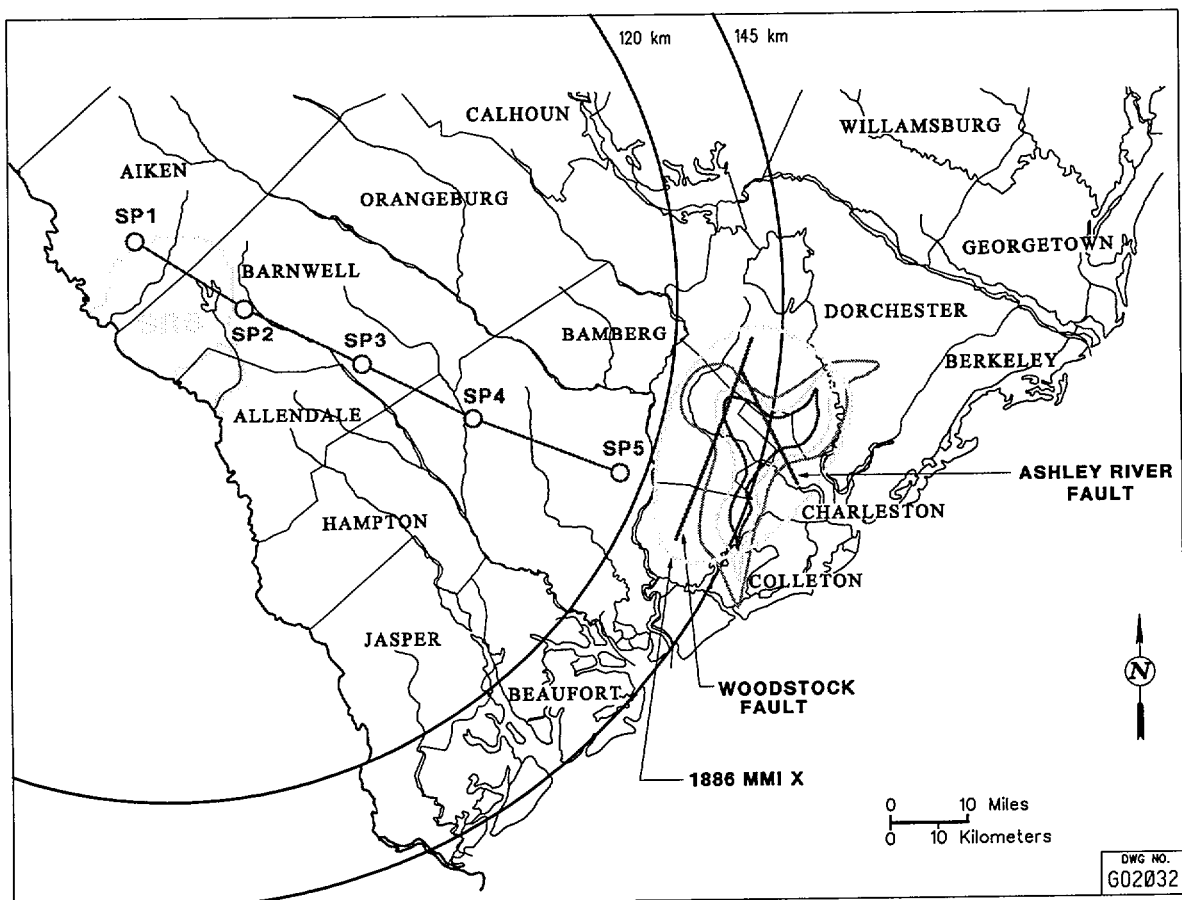 120 km
145 km
CALHOUN
WILLAMSBURG
AIKEN
ORANGEBURG
SP1
GEORGETOWN
BARNWELL
SRS
SP2
DORCHESTER
BAMBERG
SP3
BERKELEY
ALLENDALE
SP4
SP5
ASHLEY RIVER
FAULT
HAMPTON
CHARLESTON
COLLETON
JASPER
N
BEAUFORT
WOODSTOCK
FAULT
1886 MMI X
0 10 Miles
0 10 Kilometers
DWG NO.
G02032